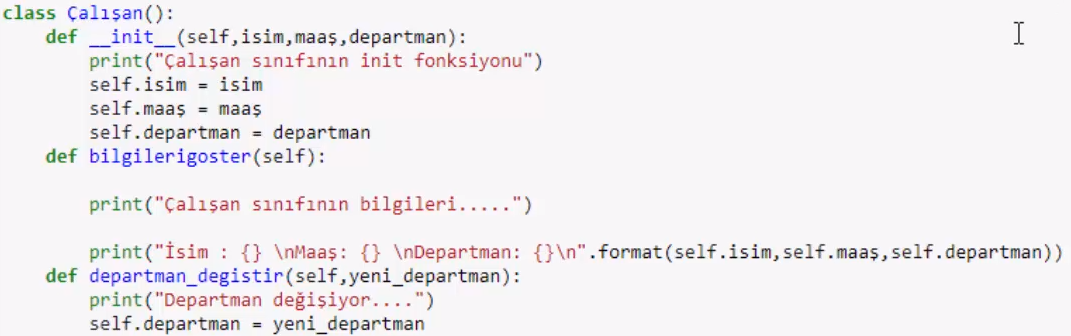 class Çalışan():
    def __init__(self,isim,maaş,departman):
        print("Çalışan sınıfının init fonksiyonu")
        self.isim = isim
        self.maaş = maaş
        self.departman = departman
    def bilgilerigoster(self):
        print("Çalışan sınıfının bilgileri.....")
        print("İsim : {} \nMaaş: {} \nDepartman: {}\n".format(self.isim,self.maaş,self.departman))
    def departman_degistir(self,yeni_departman):
        print("Departman değişiyor....")
        self.departman = yeni_departman